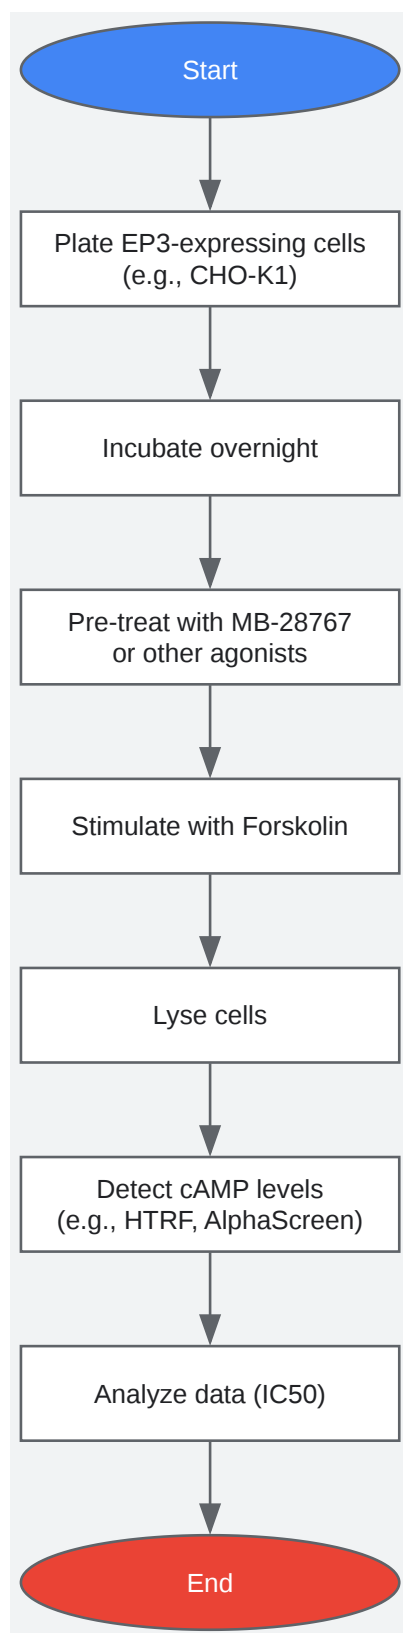 Start
Plate EP3-expressing cells
(e.g., CHO-K1)
Incubate overnight
Pre-treat with MB-28767
or other agonists
Stimulate with Forskolin
Lyse cells
Detect cAMP levels
(e.g., HTRF, AlphaScreen)
Analyze data (IC50)
End